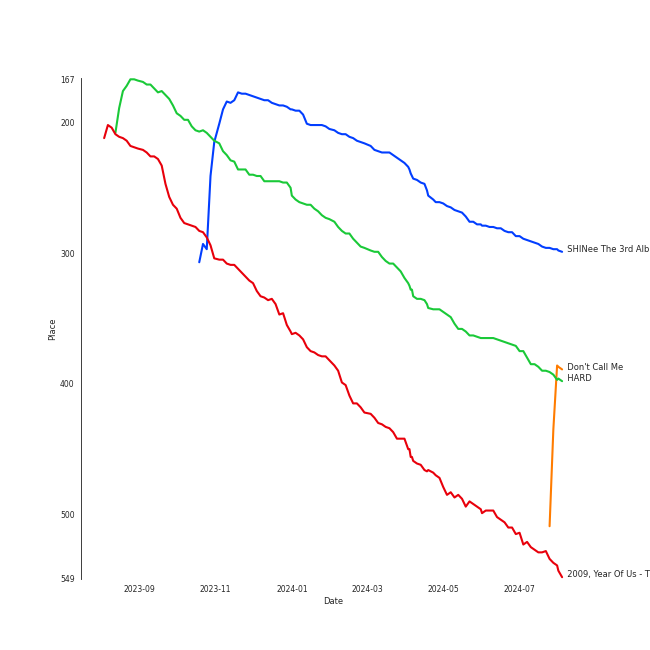 167
200
300
400
500
549
Place
2023-09
2023-11
2024-01
2024-03
2024-05
2024-07
Date
SHINee The 3rd Alb
Don't Call Me
HARD
2009, Year Of Us - T